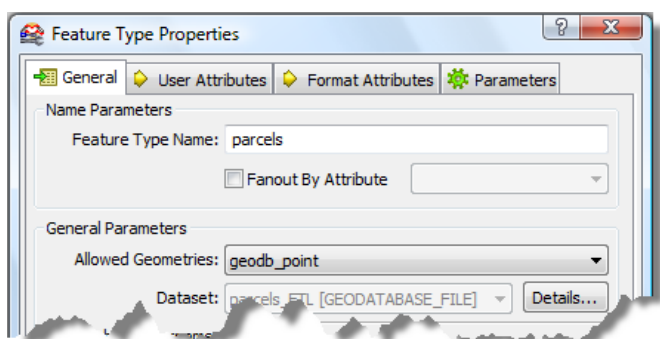 Feature Type Properties
General User Attributes Format Attributes Parameters
Name Parameters
Feature Type Name: parcels
Fanout By Attribute
General Parameters
Allowed Geometries: geodb_point
Dataset: parcels_ETL [GEODATABASE_FILE] Details...